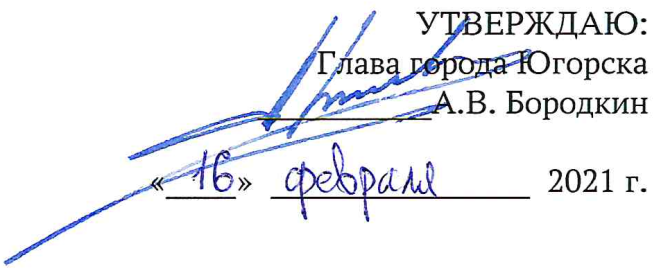 УТВЕРЖДАЮ:
Глава города Югорска
А.В. Бородкин
«16» февраля 2021 г.